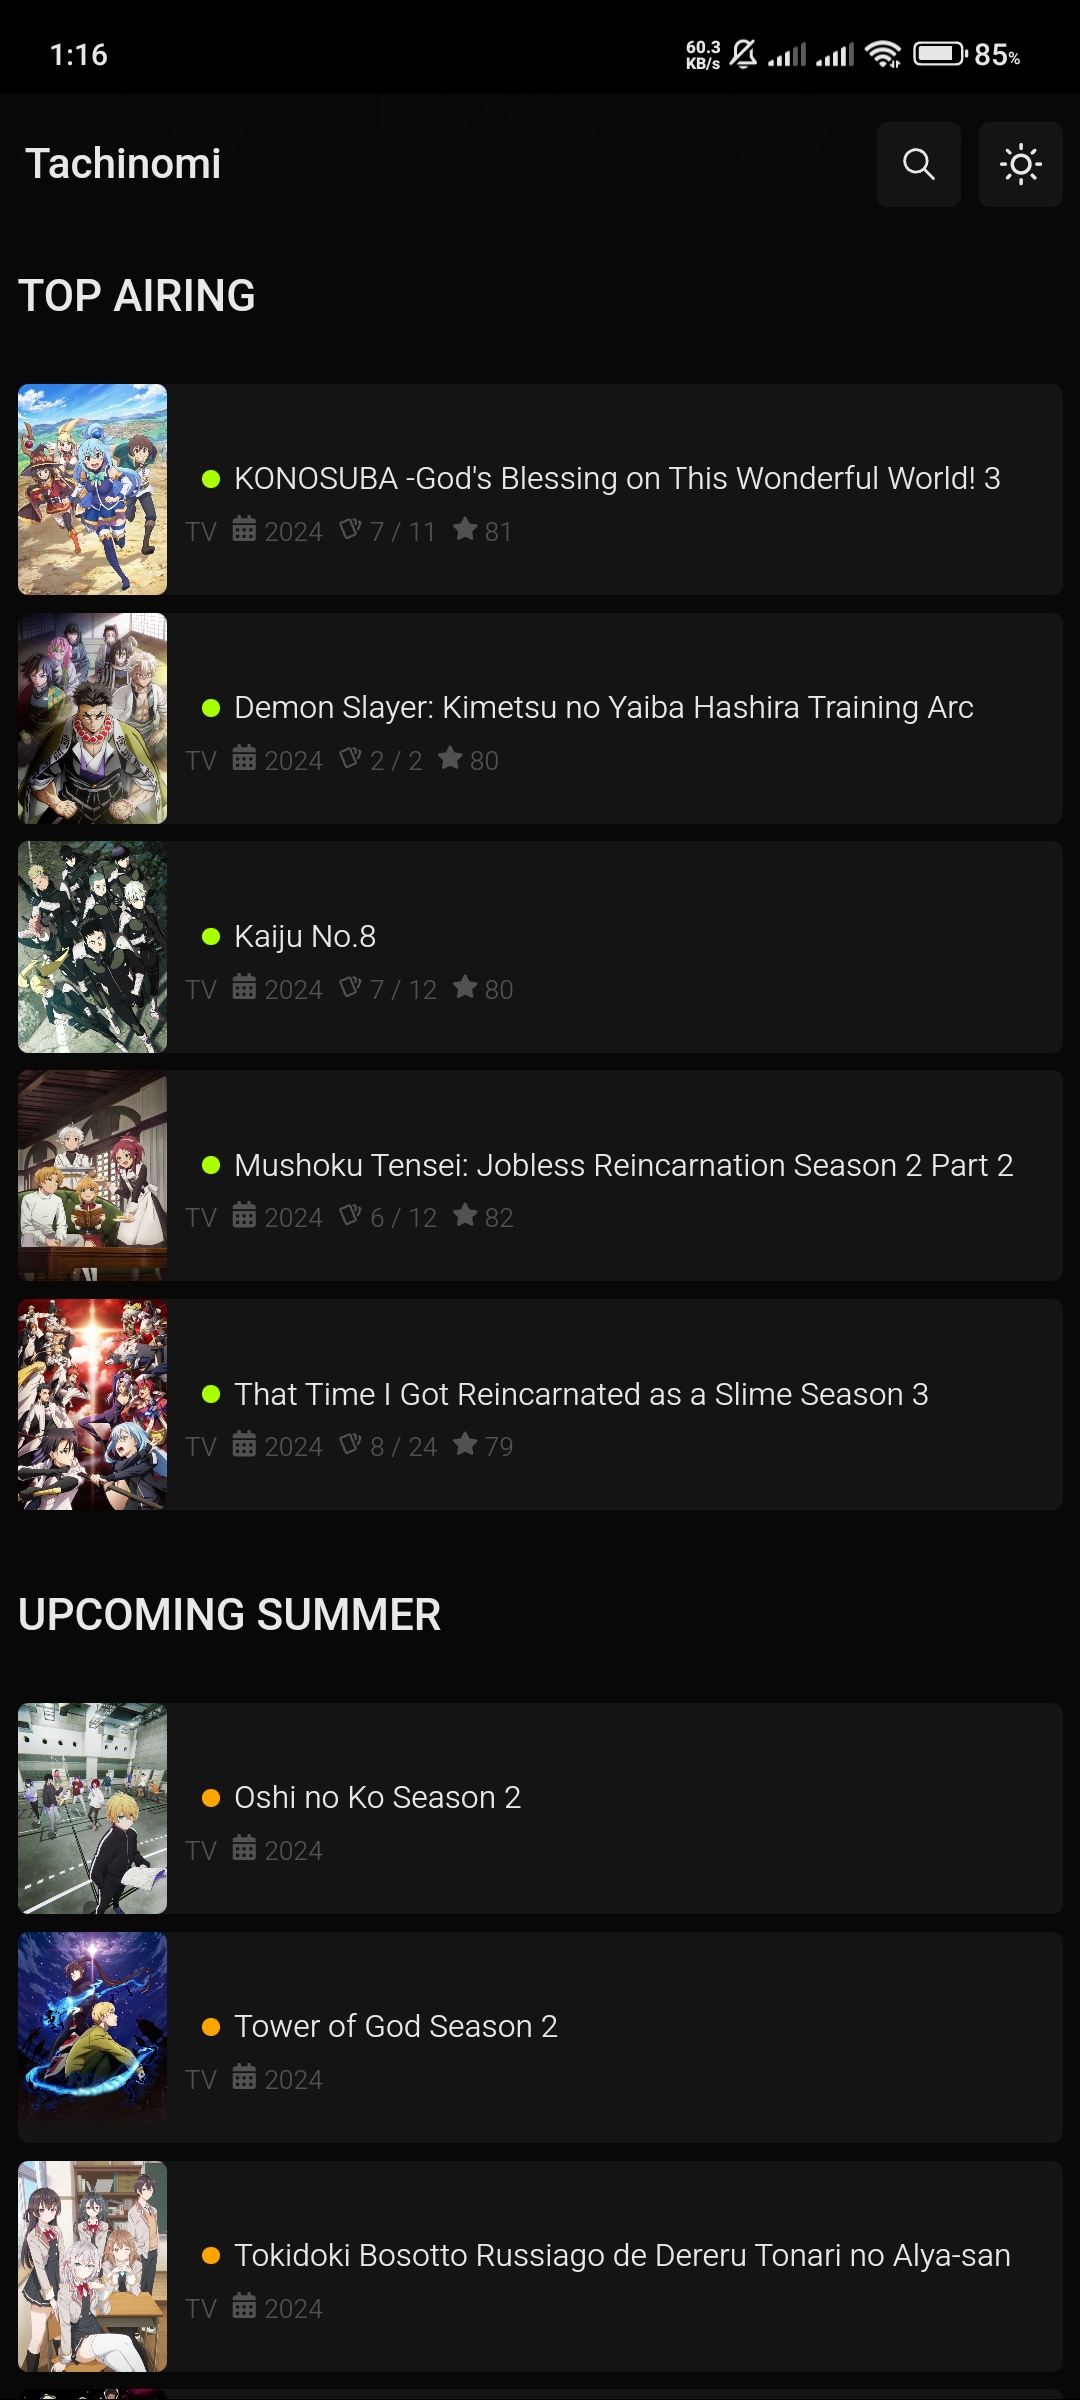 1:16
60.3
KB/s
85%
Tachinomi
TOP AIRING
KONOSUBA -God's Blessing on This Wonderful World! 3
TV 2024 7 / 11 81
Demon Slayer: Kimetsu no Yaiba Hashira Training Arc
TV 2024 2 / 2 80
Kaiju No.8
TV 2024 7 / 12 80
Mushoku Tensei: Jobless Reincarnation Season 2 Part 2
TV 2024 6 / 12 82
That Time I Got Reincarnated as a Slime Season 3
TV 2024 8 / 24 79
UPCOMING SUMMER
Oshi no Ko Season 2
TV 2024
Tower of God Season 2
TV 2024
Tokidoki Bosotto Russiago de Dereru Tonari no Alya-san
TV 2024